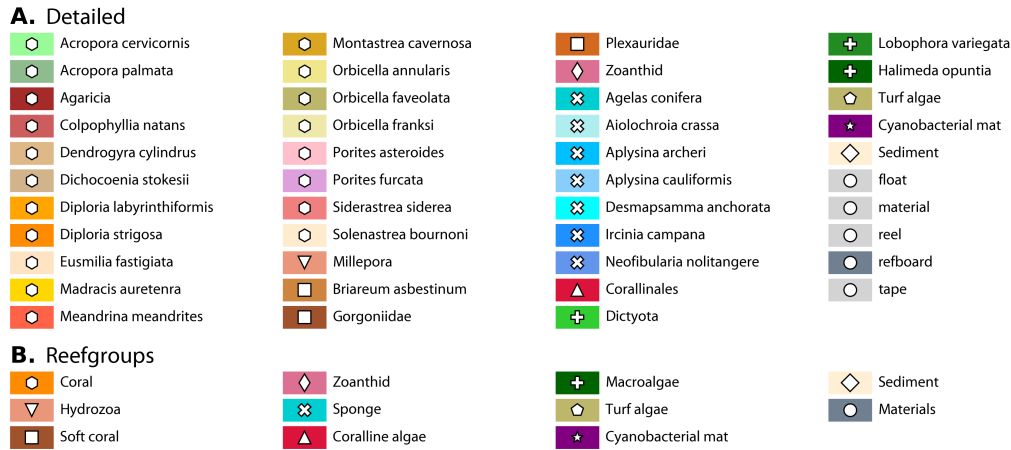 A. Detailed
Acropora cervicornis
Acropora palmata
Agaricia
Colpophyllia natans
Dendrogyra cylindrus
Dichocoenia stokesii
Diploria labyrinthiformis
Diploria strigosa
Eusmilia fastigiata
Madracis auretenra
Meandrina meandrites
Montastrea cavernosa
Orbicella annularis
Orbicella faveolata
Orbicella franksi
Porites asteroides
Porites furcata
Siderastrea siderea
Solenastrea bournoni
Millepora
Briareum asbestinum
Gorgoniidae
Plexauridae
Zoanthid
Agelas conifera
Aiolochroia crassa
Aplysina archeri
Aplysina cauliformis
Desmapsamma anchorata
Ircinia campana
Neofibularia nolitangere
Corallinales
Dictyota
Lobophora variegata
Halimeda opuntia
Turf algae
Cyanobacterial mat
Sediment
float
material
reel
refboard
tape
B. Reefgroups
Coral
Hydrozoa
Soft coral
Zoanthid
Sponge
Coralline algae
Macroalgae
Turf algae
Cyanobacterial mat
Sediment
Materials